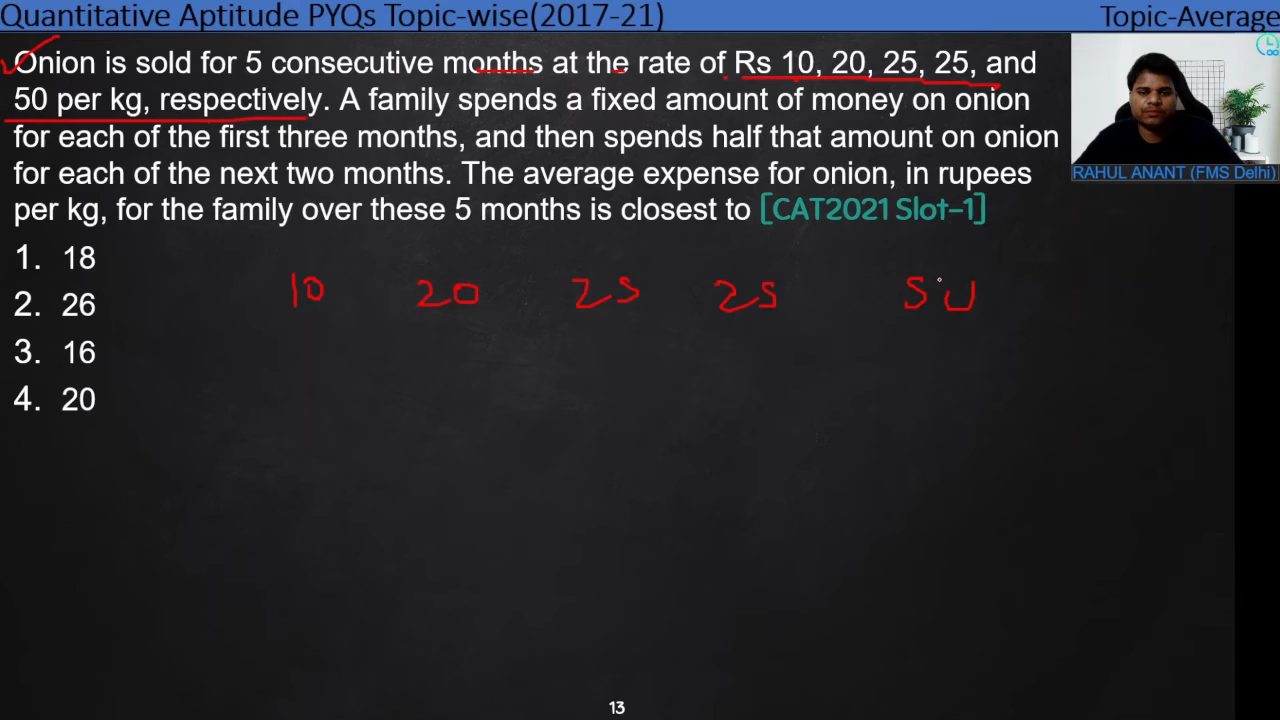 Quantitative Aptitude PYQs Topic-wise(2017-21)
Topic-Average
Onion is sold for 5 consecutive months at the rate of Rs 10, 20, 25, 25, and
50 per kg, respectively. A family spends a fixed amount of money on onion
for each of the first three months, and then spends half that amount on onion
for each of the next two months. The average expense for onion, in rupees
per kg, for the family over these 5 months is closest to [CAT2021 Slot-1]
RAHUL ANANT (FMS Delhi)
1. 18
2. 26
3. 16
4. 20
10 20 25 25 50
13